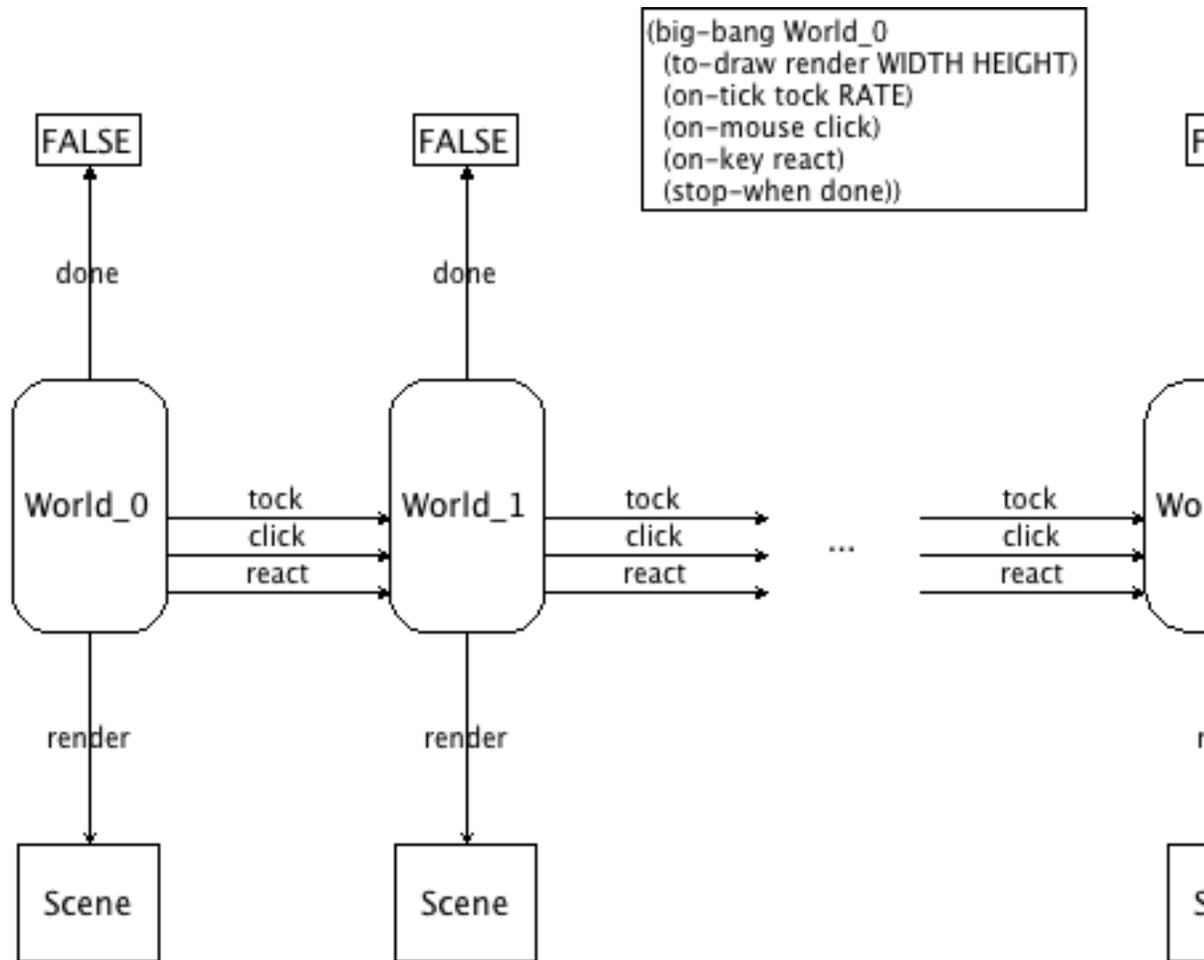 (big-bang World_0
(to-draw render WIDTH HEIGHT)
(on-tick tock RATE)
(on-mouse click)
(on-key react)
(stop-when done))
FALSE
FALSE
done
done
World_0
tock
click
react
World_1
tock
click
react
...
tock
click
react
render
render
Scene
Scene